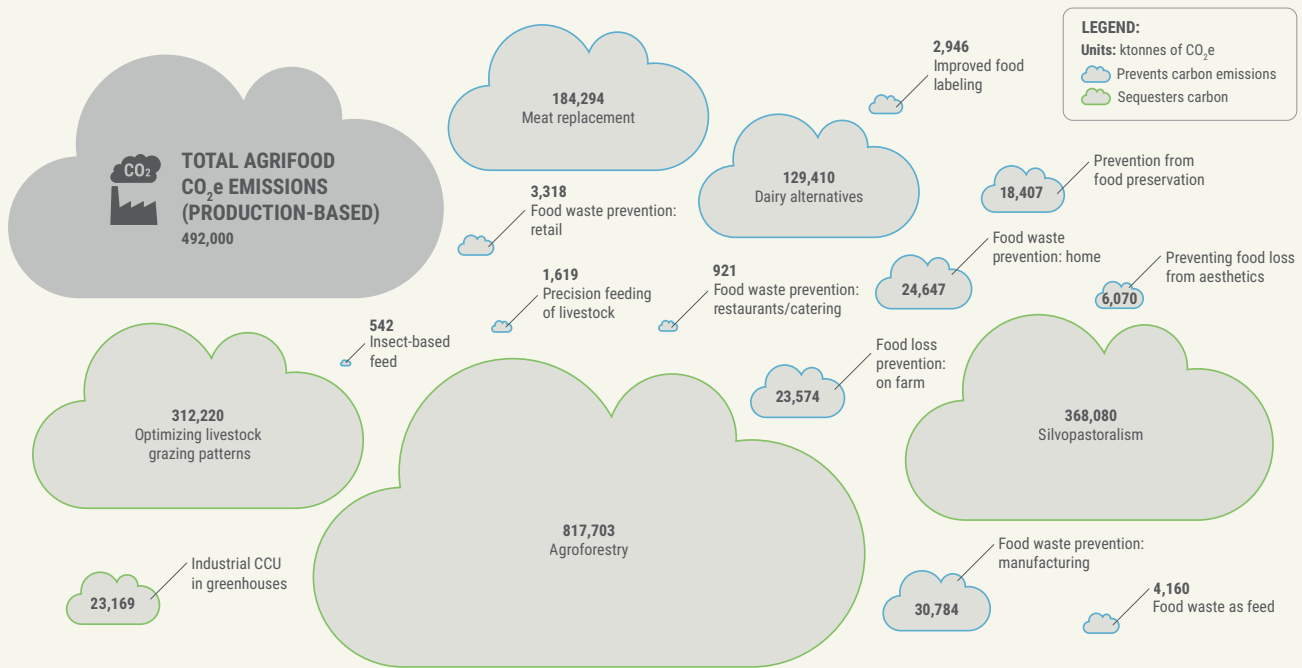 LEGEND:
Units: ktonnes of CO₂e
Prevents carbon emissions
Sequesters carbon
CO₂
TOTAL AGRIFOOD
CO₂e EMISSIONS
(PRODUCTION-BASED)
492,000
184,294
Meat replacement
2,946
Improved food
labeling
129,410
Dairy alternatives
Prevention from
food preservation
18,407
3,318
Food waste prevention:
retail
Food waste
prevention: home
24,647
Preventing food loss
from aesthetics
6,070
1,619
Precision feeding
of livestock
921
Food waste prevention:
restaurants/catering
542
Insect-based
feed
Food loss
prevention:
on farm
23,574
312,220
Optimizing livestock
grazing patterns
368,080
Silvopastoralism
817,703
Agroforestry
Industrial CCU
in greenhouses
23,169
Food waste prevention:
manufacturing
30,784
4,160
Food waste as feed